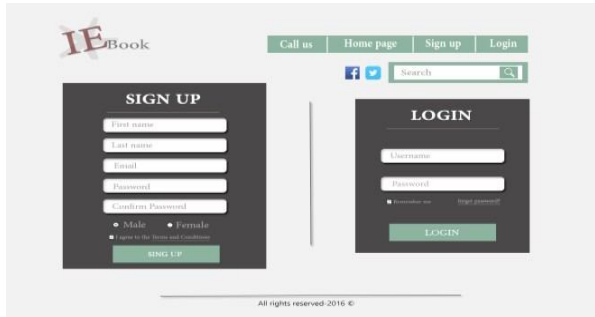 IEBook
Call us
Home page
Sign up
Login
Search
SIGN UP
First name
Last name
Email
Password
Confirm Password
Male Female
I agree to the Terms and Conditions
SING UP
LOGIN
Username
Password
Remember me forgot password?
LOGIN
All rights reserved-2016 ©